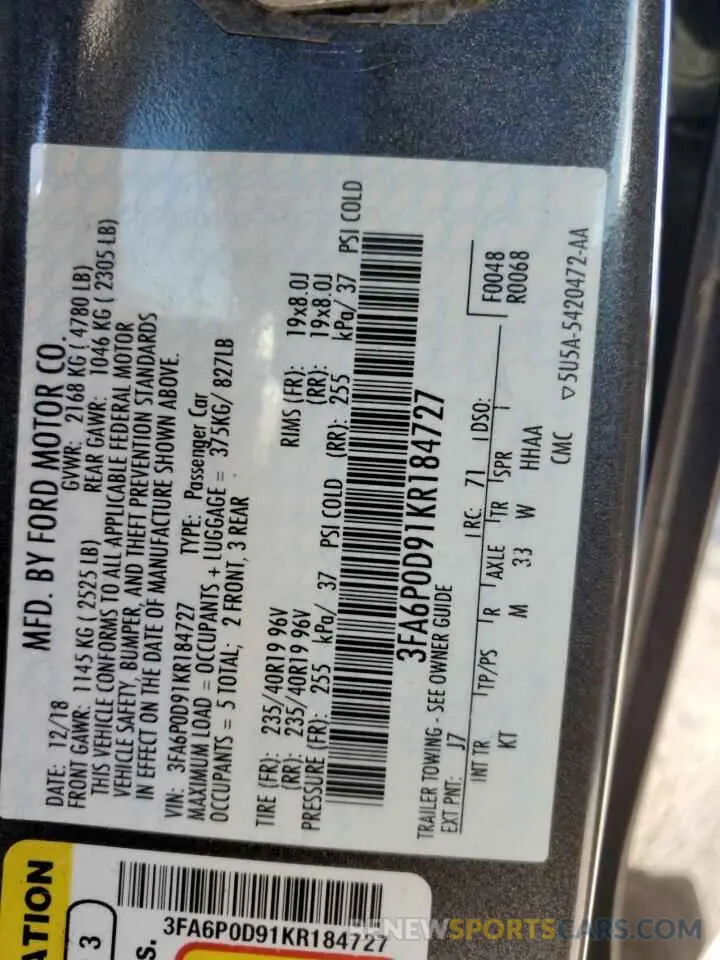 MFD. BY FORD MOTOR CO.
DATE: 12/18 GVWR: 2168 KG ( 4780 LB)
FRONT GAWR: 1145 KG ( 2525 LB) REAR GAWR: 1046 KG ( 2305 LB)
THIS VEHICLE CONFORMS TO ALL APPLICABLE FEDERAL MOTOR
VEHICLE SAFETY, BUMPER, AND THEFT PREVENTION STANDARDS
IN EFFECT ON THE DATE OF MANUFACTURE SHOWN ABOVE.
VIN: 3FA6P0D91KR184727 TYPE: Passenger Car
MAXIMUM LOAD = OCCUPANTS + LUGGAGE = 375KG/ 827LB
OCCUPANTS = 5 TOTAL; 2 FRONT, 3 REAR
TIRE (FR): 235/40R19 96V RIMS (FR): 19x8.0J
(RR): 235/40R19 96V (RR): 19x8.0J
PRESSURE (FR): 255 kPa/ 37 PSI COLD (RR): 255 kPa/ 37 PSI COLD
3FA6P0D91KR184727
TRAILER TOWING - SEE OWNER GUIDE
EXT PNT: J7 RC: 71 DSO: F0048
R0068
INT TR TP/PS R AXLE TR SPR
KT M 33 W HHAA
CMC ▽5U5A-5420472-AA
ATION
3
S.
3FA6P0D91KR184727
RENEWSPORTSCARS.COM